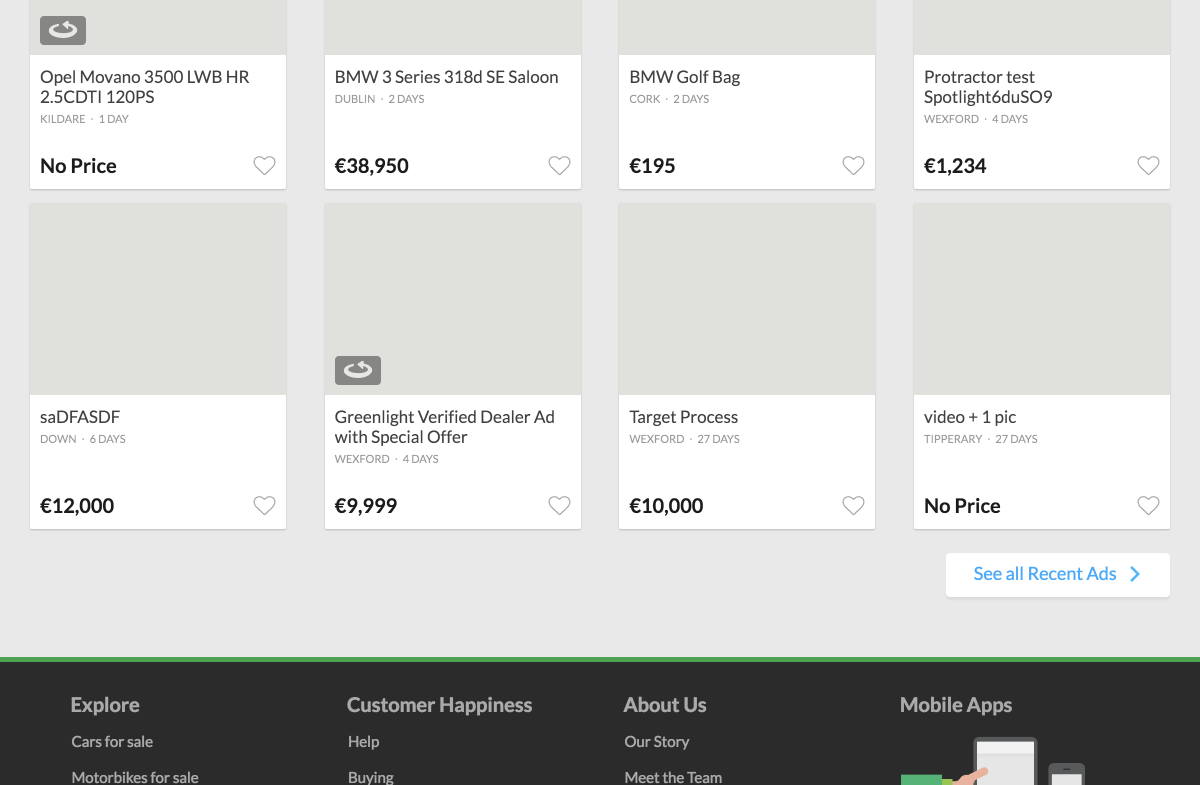 Opel Movano 3500 LWB HR
2.5CDTI 120PS
KILDARE · 1 DAY
No Price
BMW 3 Series 318d SE Saloon
DUBLIN · 2 DAYS
€38,950
BMW Golf Bag
CORK · 2 DAYS
€195
Protractor test
Spotlight6duSO9
WEXFORD · 4 DAYS
€1,234
saDFASDF
DOWN · 6 DAYS
€12,000
Greenlight Verified Dealer Ad
with Special Offer
WEXFORD · 4 DAYS
€9,999
Target Process
WEXFORD · 27 DAYS
€10,000
video + 1 pic
TIPPERARY · 27 DAYS
No Price
See all Recent Ads
Explore
Cars for sale
Motorbikes for sale
Customer Happiness
Help
Buying
About Us
Our Story
Meet the Team
Mobile Apps